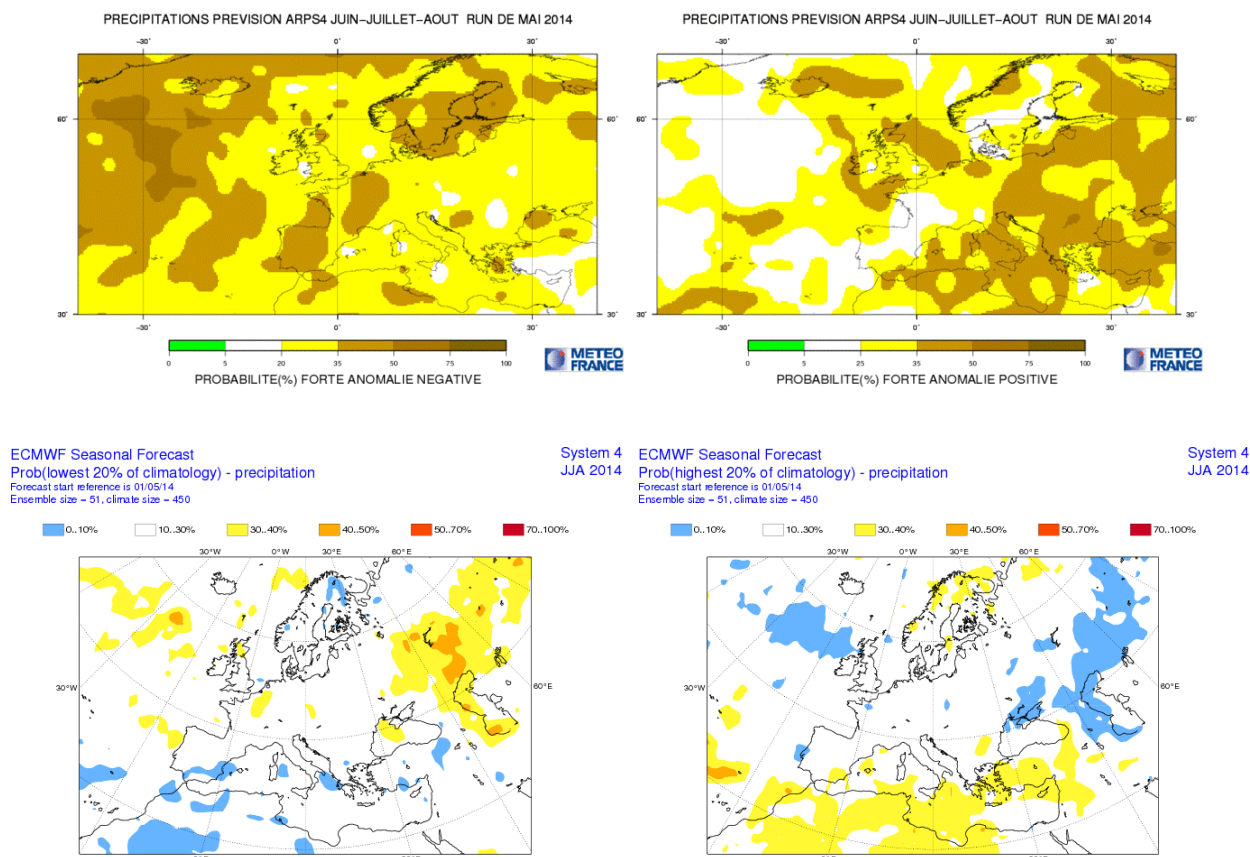 PRECIPITATIONS PREVISION ARPS4 JUIN-JUILLET-AOUT RUN DE MAI 2014
-30° 0° 30°
60° 60°
30° 30°
-30° 0° 30°
0 5 20 35 50 75 100
PROBABILITE(%) FORTE ANOMALIE NEGATIVE
METEO
FRANCE
PRECIPITATIONS PREVISION ARPS4 JUIN-JUILLET-AOUT RUN DE MAI 2014
-30° 0° 30°
60° 60°
30° 30°
-30° 0° 30°
0 5 25 35 50 75 100
PROBABILITE(%) FORTE ANOMALIE POSITIVE
METEO
FRANCE
ECMWF Seasonal Forecast System 4
Prob(lowest 20% of climatology) - precipitation JJA 2014
Forecast start reference is 01/05/14
Ensemble size = 51, climate size = 450
0..10% 10..30% 30..40% 40..50% 50..70% 70..100%
30°W 0°W 30°E 60°E
30°W 60°E
ECMWF Seasonal Forecast System 4
Prob(highest 20% of climatology) - precipitation JJA 2014
Forecast start reference is 01/05/14
Ensemble size = 51, climate size = 450
0..10% 10..30% 30..40% 40..50% 50..70% 70..100%
30°W 0°W 30°E 60°E
30°W 60°E